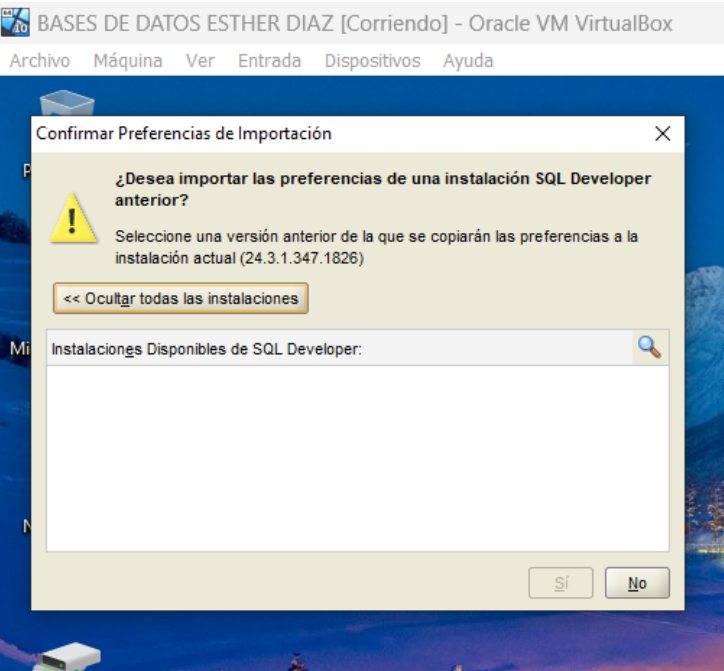 BASES DE DATOS ESTHER DIAZ [Corriendo] - Oracle VM VirtualBox
Archivo Máquina Ver Entrada Dispositivos Ayuda
Confirmar Preferencias de Importación
¿Desea importar las preferencias de una instalación SQL Developer
anterior?
Seleccione una versión anterior de la que se copiarán las preferencias a la
instalación actual (24.3.1.347.1826)
<< Ocultar todas las instalaciones
Mi
Instalaciones Disponibles de SQL Developer:
Sí No